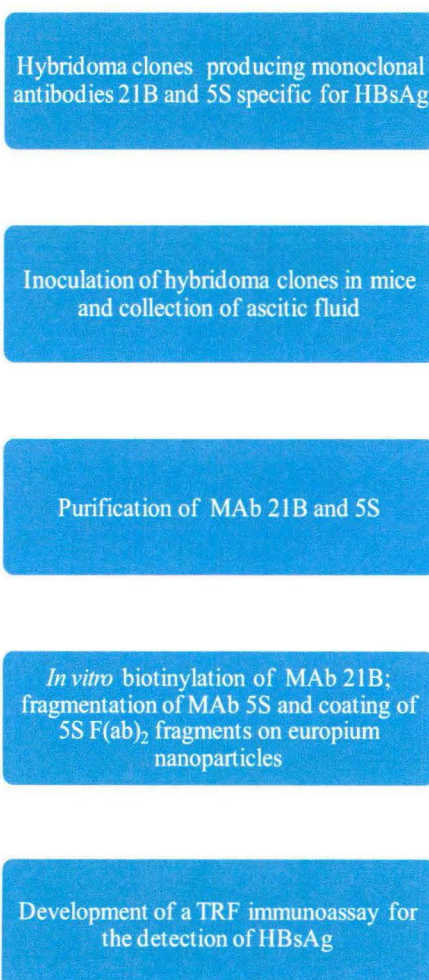 Hybridoma clones producing monoclonal
antibodies 21B and 5S specific for HBsAg
Inoculation of hybridoma clones in mice
and collection of ascitic fluid
Purification of MAb 21B and 5S
In vitro biotinylation of MAb 21B;
fragmentation of MAb 5S and coating of
5S F(ab)₂ fragments on europium
nanoparticles
Development of a TRF immunoassay for
the detection of HBsAg